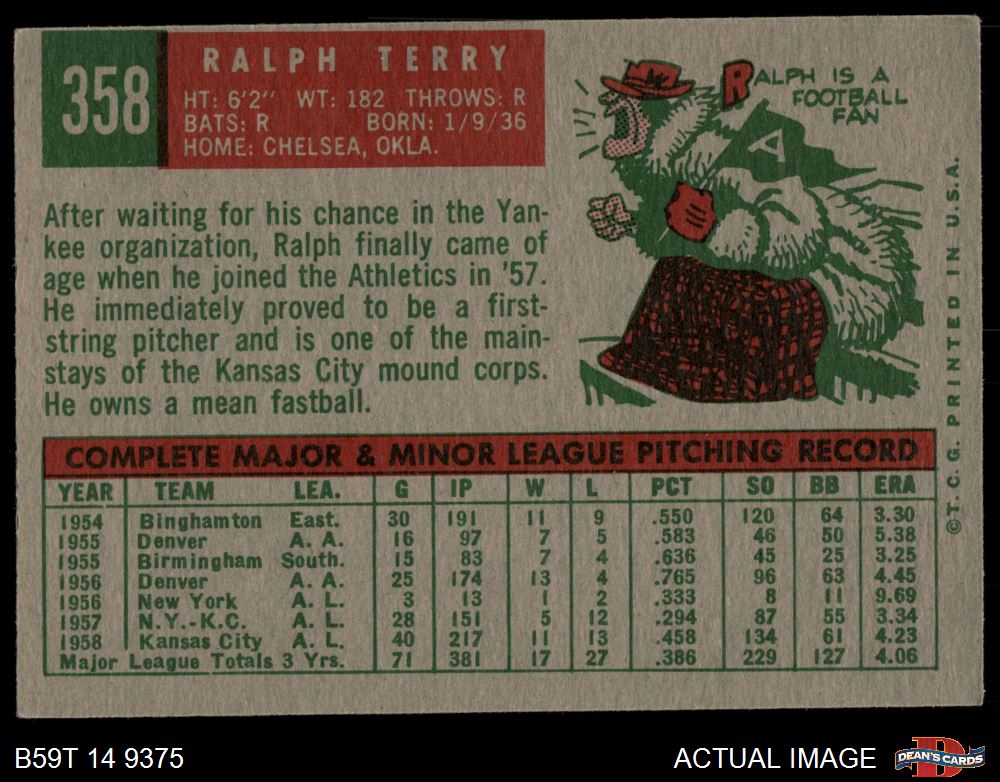 358
RALPH TERRY
HT: 6'2" WT: 182 THROWS: R
BATS: R BORN: 1/9/36
HOME: CHELSEA, OKLA.
RALPH IS A
FOOTBALL
FAN
A
After waiting for his chance in the Yan-
kee organization, Ralph finally came of
age when he joined the Athletics in '57.
He immediately proved to be a first-
string pitcher and is one of the main-
stays of the Kansas City mound corps.
He owns a mean fastball.
COMPLETE MAJOR & MINOR LEAGUE PITCHING RECORD
YEAR TEAM LEA. G IP W L PCT SO BB ERA
1954 Binghamton East. 30 191 11 9 .550 120 64 3.30
1955 Denver A. A. 16 97 7 5 .583 46 50 5.38
1955 Birmingham South. 15 83 7 4 .636 45 25 3.25
1956 Denver A. A. 25 174 13 4 .765 96 63 4.45
1956 New York A. L. 3 13 1 2 .333 8 11 9.69
1957 N.Y.-K.C. A. L. 28 151 5 12 .294 87 55 3.34
1958 Kansas City A. L. 40 217 11 13 .458 134 61 4.23
Major League Totals 3 Yrs. 71 381 17 27 .386 229 127 4.06
©T. C. G. PRINTED IN U.S.A.
B59T 14 9375
ACTUAL IMAGE
D
DEAN'S CARDS